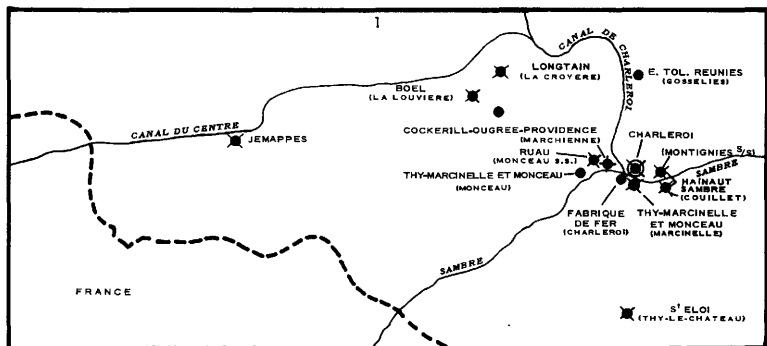 1
CANAL DE CHARLEROI
LONGTAIN
(LA CROYÈRE)
E. TOL. REUNIES
(GOSSELIES)
BOEL
(LA LOUVIÈRE)
CANAL DU CENTRE
JEMAPPES
COCKERILL-OUGREE-PROVIDENCE
(MARCHIENNE)
CHARLEROI
RUAU
(MONCEAU S.S.)
(MONTIGNIES S/S)
SAMBRE
THY-MARCINELLE ET MONCEAU
(MONCEAU)
HAINAUT
SAMBRE
(COUILLET)
FABRIQUE
DE FER
(CHARLEROI)
THY-MARCINELLE
ET MONCEAU
(MARCINELLE)
SAMBRE
FRANCE
St ELOI
(THY-LE-CHATEAU)